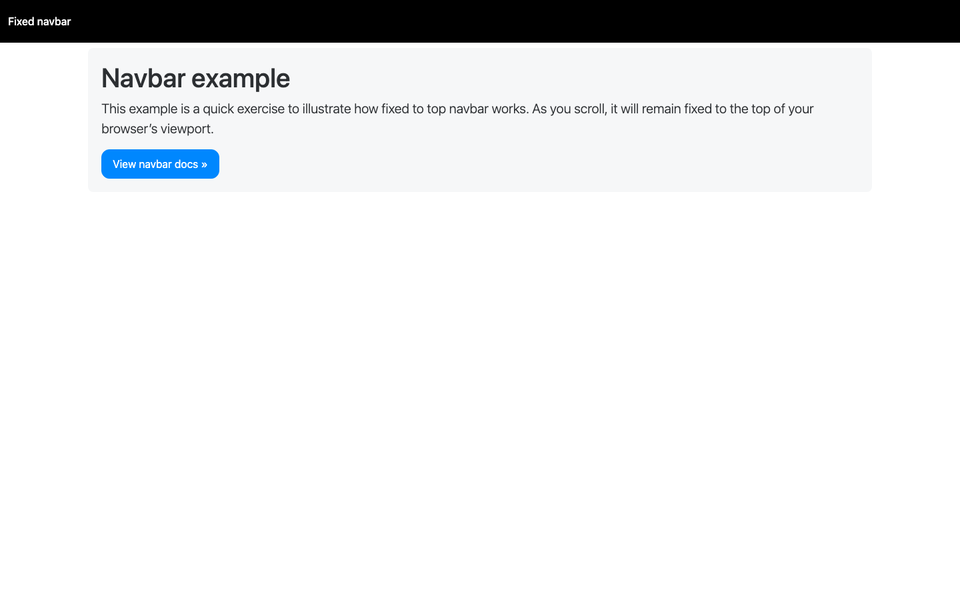 Fixed navbar
Navbar example
This example is a quick exercise to illustrate how fixed to top navbar works. As you scroll, it will remain fixed to the top of your
browser’s viewport.
View navbar docs »